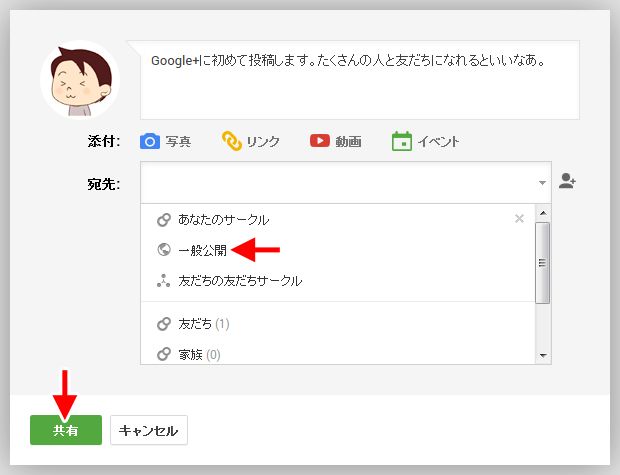 Google+に初めて投稿します。たくさんの人と友だちになれるといいなあ。
添付: 写真 リンク 動画 イベント
宛先:
あなたのサークル
一般公開
友だちの友だちサークル
友だち (1)
家族 (0)
共有 キャンセル